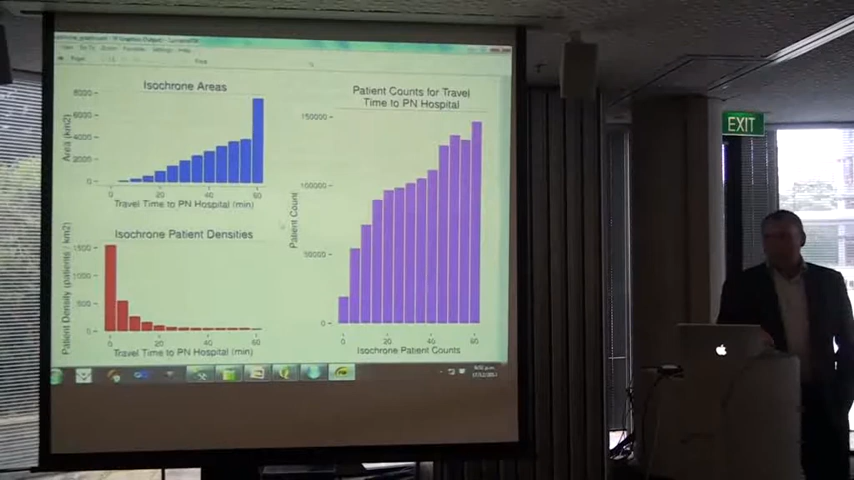 Isochrone Areas
8000
6000
4000
2000
0
Area (km2)
0 20 40 60
Travel Time to PN Hospital (min)
Isochrone Patient Densities
1500
1000
500
0
Patient Density (patients / km2)
0 20 40 60
Travel Time to PN Hospital (min)
Patient Counts for Travel
Time to PN Hospital
150000
100000
50000
0
Patient Count
0 20 40 60
Isochrone Patient Counts
EXIT